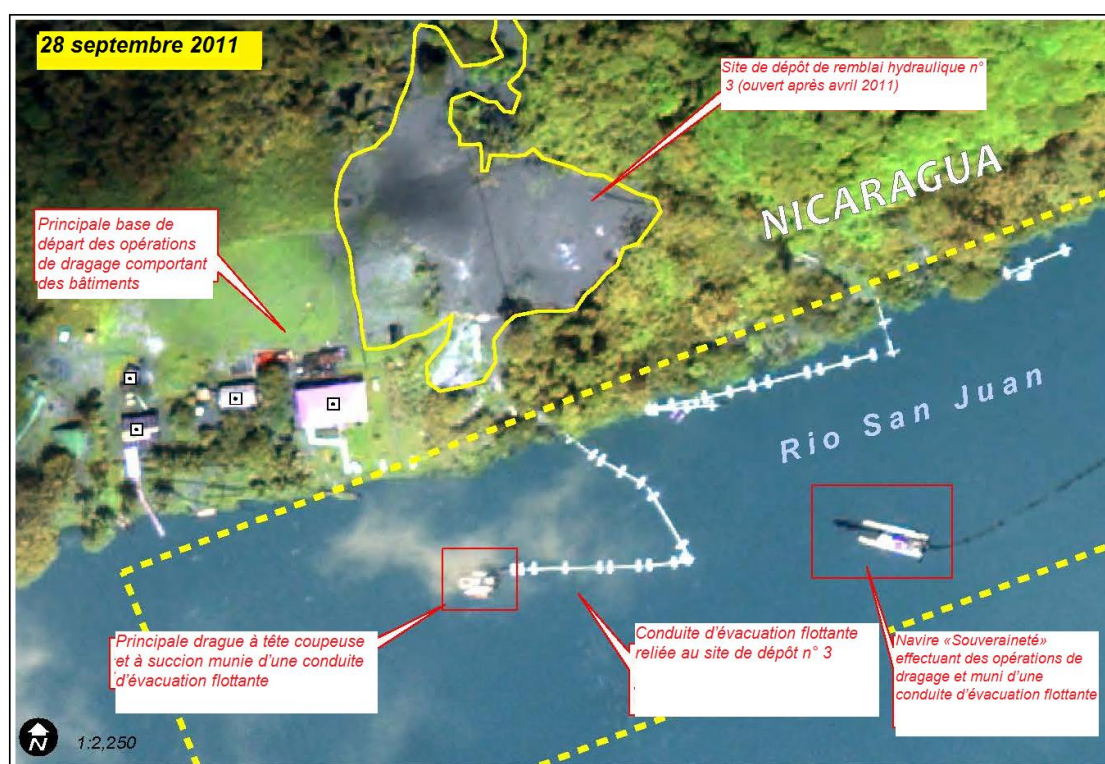 28 septembre 2011
Site de dépôt de remblai hydraulique n°
3 (ouvert après avril 2011)
NICARAGUA
Principale base de
départ des opérations
de dragage comportant
des bâtiments
Rio San Juan
Principale drague à tête coupeuse
et à succion munie d'une conduite
d'évacuation flottante
Conduite d'évacuation flottante
reliée au site de dépôt n° 3
Navire «Souveraineté»
effectuant des opérations de
dragage et muni d'une
conduite d'évacuation flottante
N
1:2,250